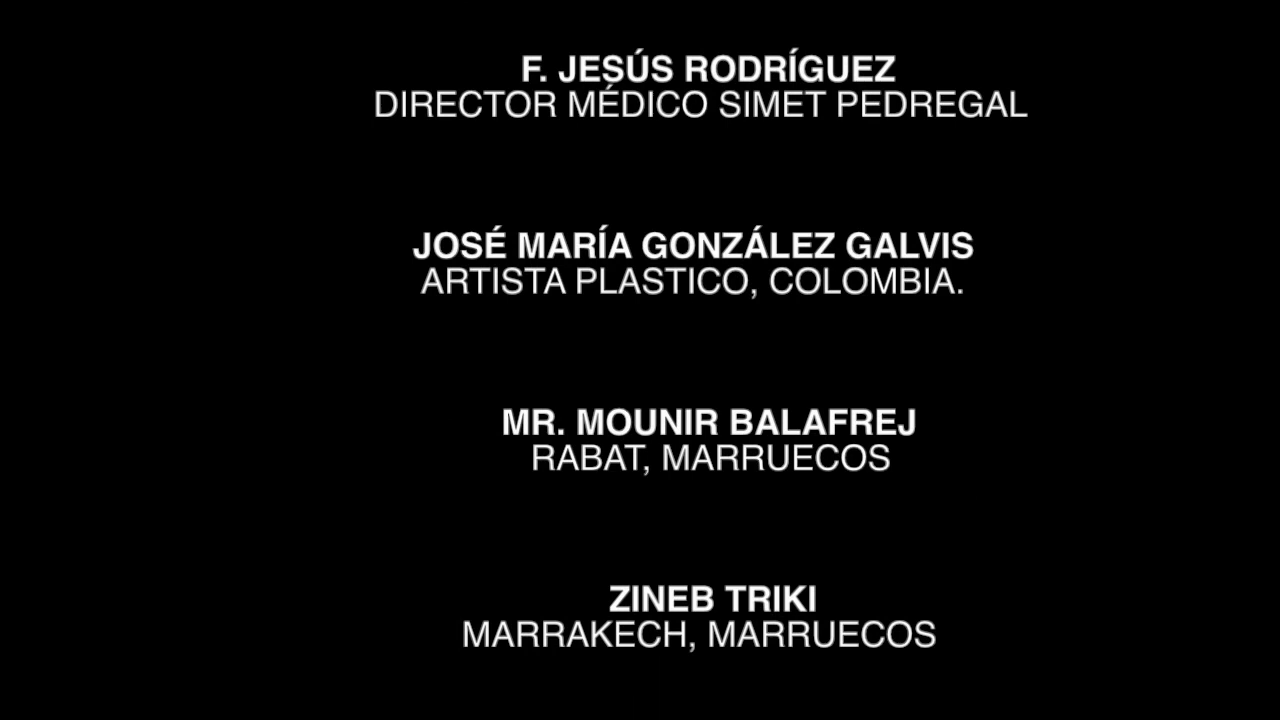 F. JESÚS RODRÍGUEZ
DIRECTOR MÉDICO SIMET PEDREGAL
JOSÉ MARÍA GONZÁLEZ GALVIS
ARTISTA PLASTICO, COLOMBIA.
MR. MOUNIR BALAFREJ
RABAT, MARRUECOS
ZINEB TRIKI
MARRAKECH, MARRUECOS